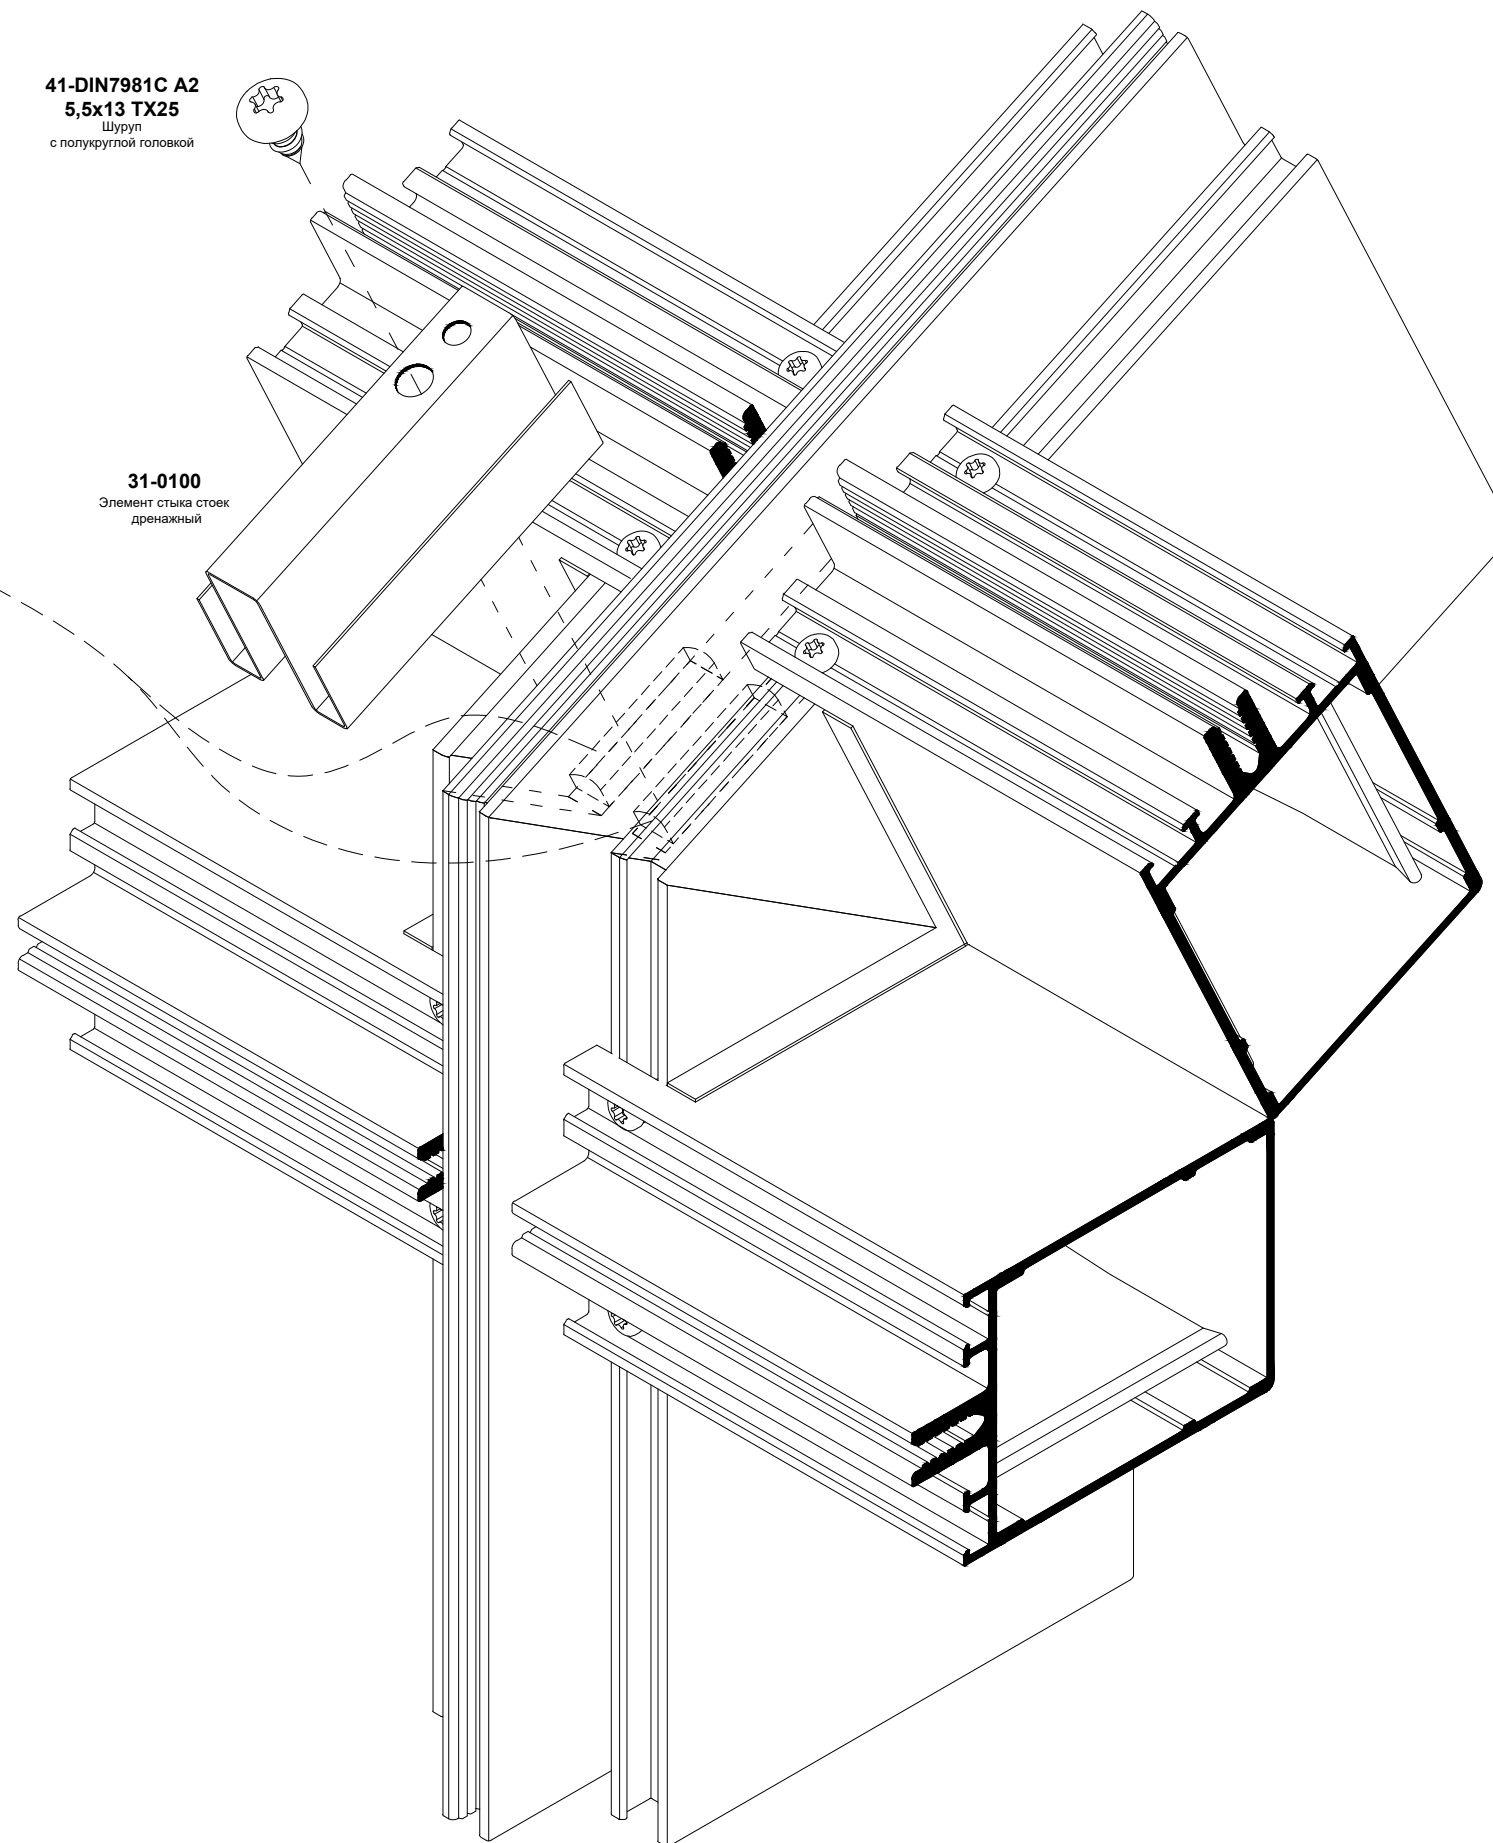 41-DIN7981C A2
5,5x13 TX25
Шуруп
с полукруглой головкой
31-0100
Элемент стыка стоек
дренажный